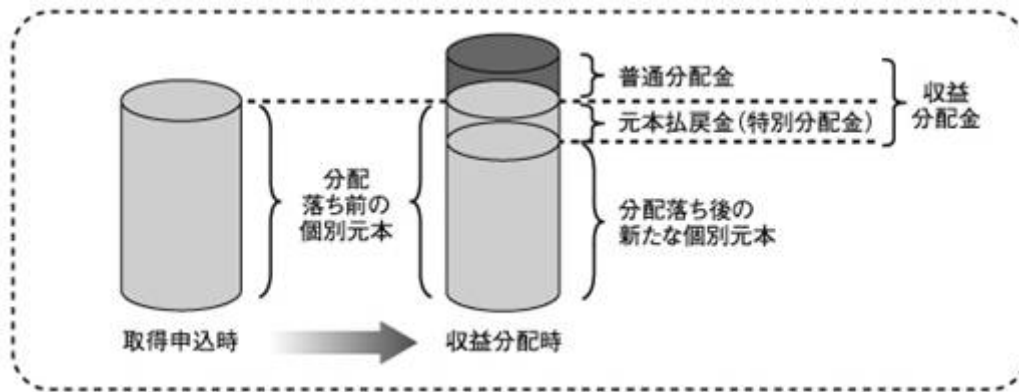 普通分配金
元本払戻金(特別分配金)
収益
分配金
分配
落ち前の
個別元本
分配落ち後の
新たな個別元本
取得申込時
収益分配時